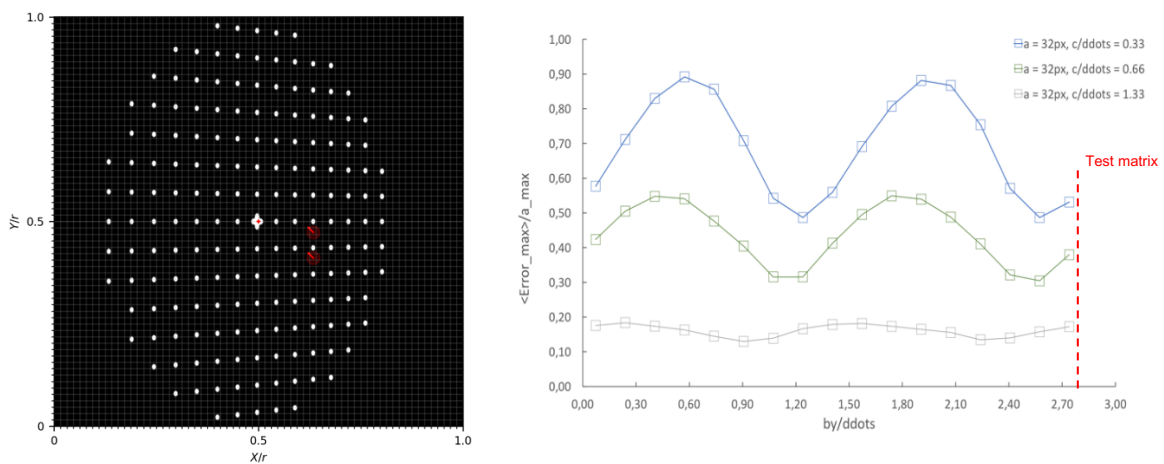 1.0
0.5
0
Y/r
0
0.5
1.0
X/r
1,00
0,90
0,80
0,70
0,60
0,50
0,40
0,30
0,20
0,10
0,00
<Error_max>/a_max
0,00 0,30 0,60 0,90 1,20 1,50 1,80 2,10 2,40 2,70 3,00
by/ddots
a = 32px, c/ddots = 0.33
a = 32px, c/ddots = 0.66
a = 32px, c/ddots = 1.33
Test matrix